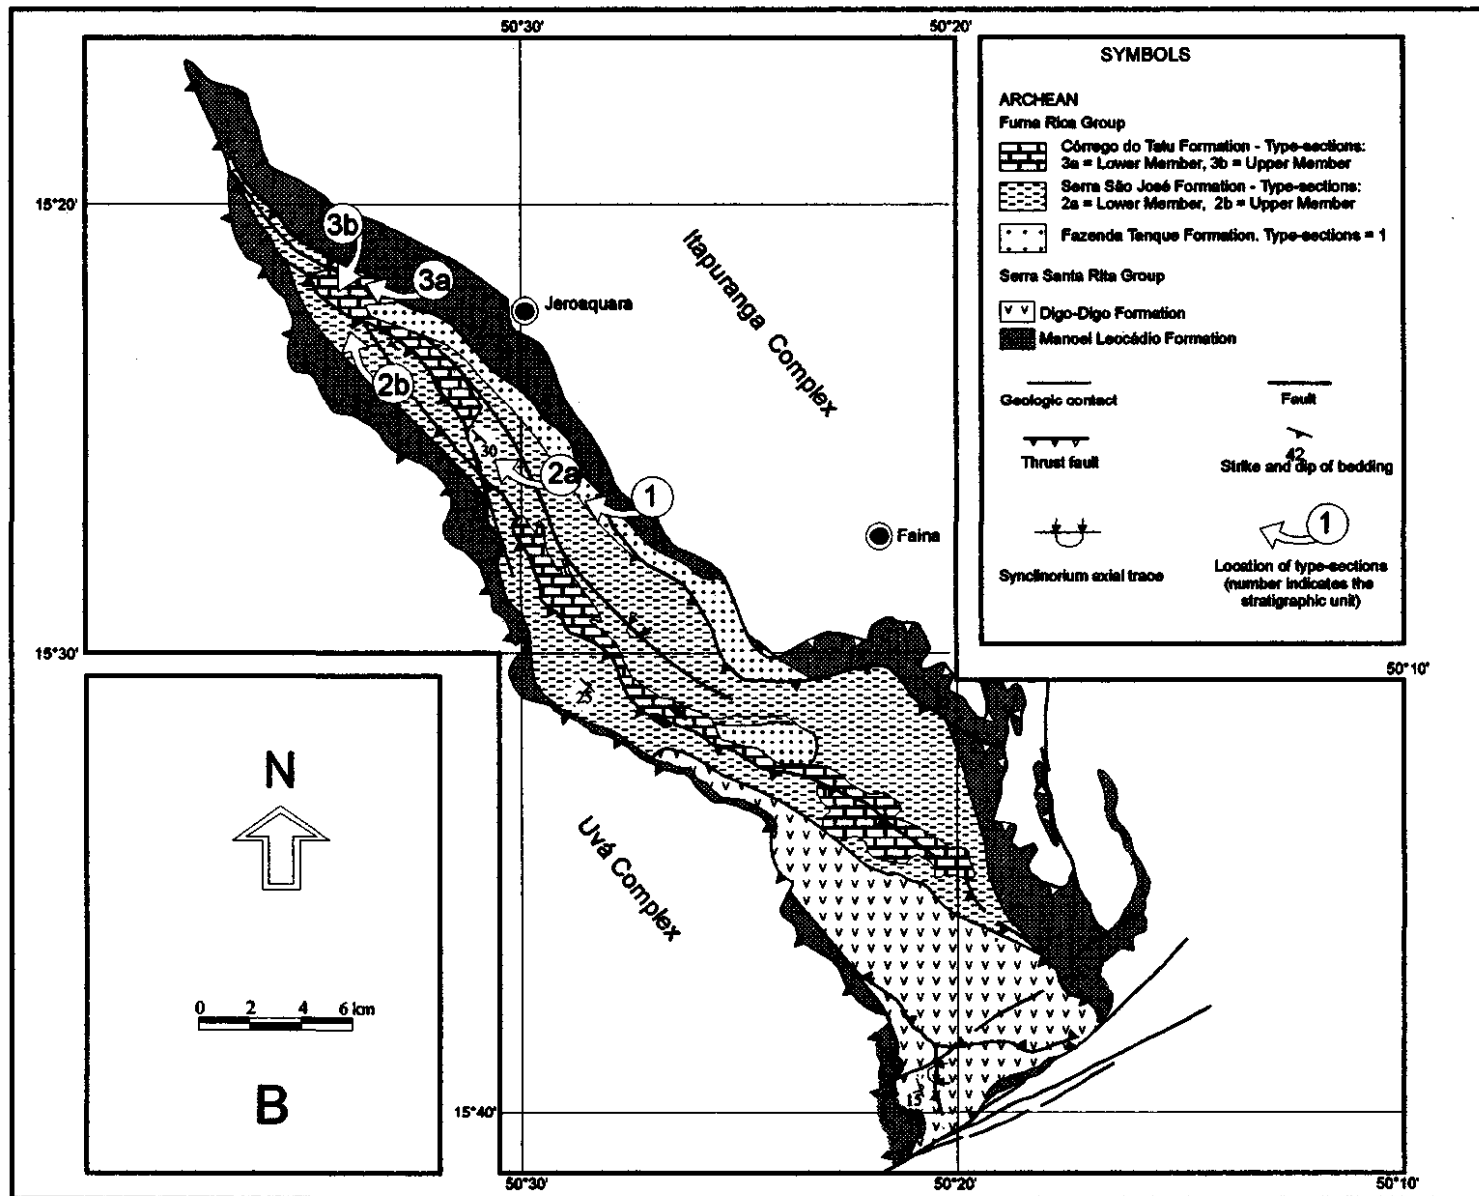 50°30'
50°20'
SYMBOLS
ARCHEAN
Furna Rica Group
Córrego do Tatu Formation - Type-sections:
3a = Lower Member, 3b = Upper Member
Serra São José Formation - Type-sections:
2a = Lower Member, 2b = Upper Member
Fazenda Tanque Formation. Type-sections = 1
Serra Santa Rita Group
Digo-Digo Formation
Manoel Leocádio Formation
Geologic contact
Fault
Thrust fault
42
Strike and dip of bedding
Synclinorium axial trace
1
Location of type-sections
(number indicates the
stratigraphic unit)
15°20'
3b
3a
Jeroaquara
Itapuranga Complex
2b
30
2a
1
Faina
15°30'
50°10'
25
N
Uvá Complex
0 2 4 6 km
B
15
15°40'
50°30'
50°20'
50°10'